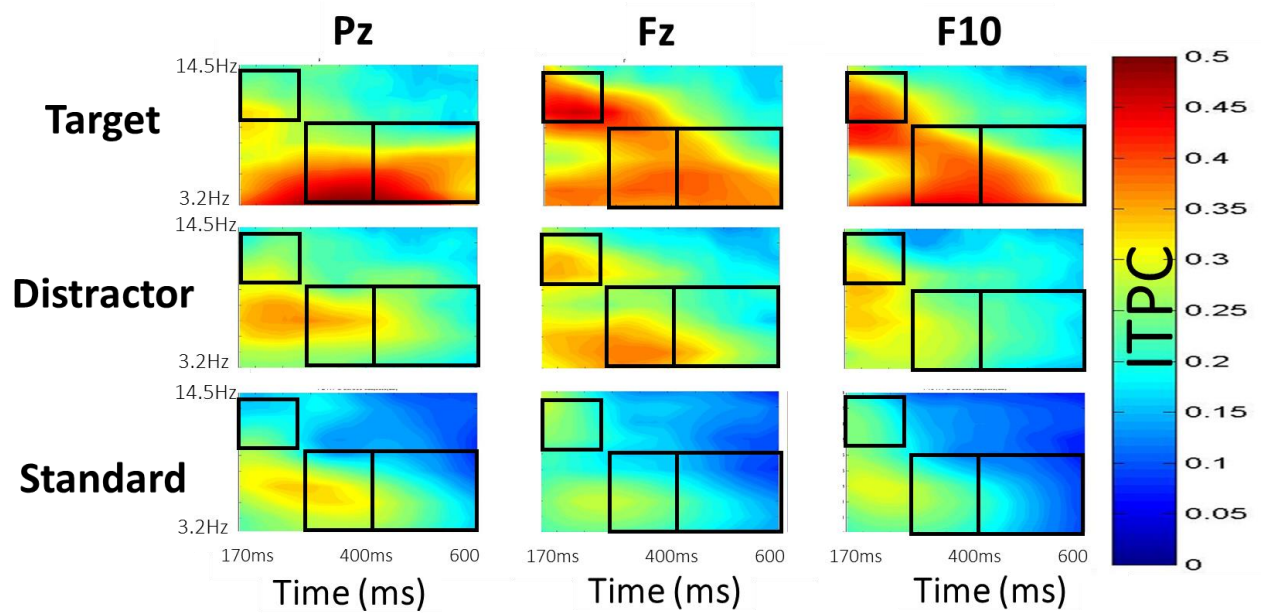 Pz Fz F10
14.5Hz
Target
3.2Hz
14.5Hz
Distractor
3.2Hz
14.5Hz
Standard
3.2Hz
170ms 400ms 600 170ms 400ms 600 170ms 400ms 600
Time (ms) Time (ms) Time (ms)
0.5
0.45
0.4
0.35
0.3
0.25
0.2
0.15
0.1
0.05
0
ITPC